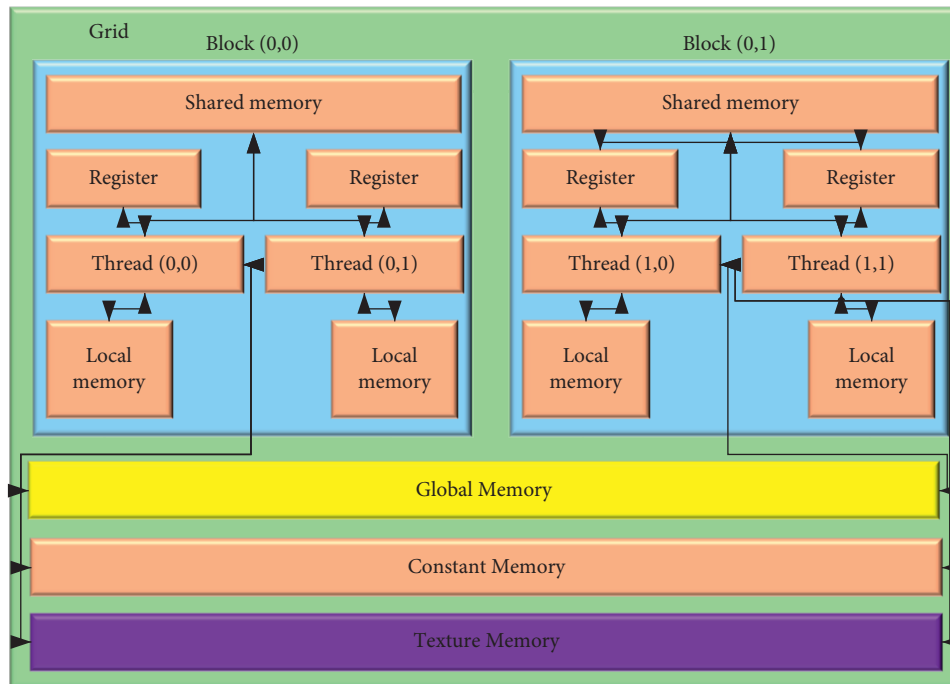 Grid
Block (0,0)
Block (0,1)
Shared memory
Shared memory
Register
Register
Register
Register
Thread (0,0)
Thread (0,1)
Thread (1,0)
Thread (1,1)
Local
memory
Local
memory
Local
memory
Local
memory
Global Memory
Constant Memory
Texture Memory